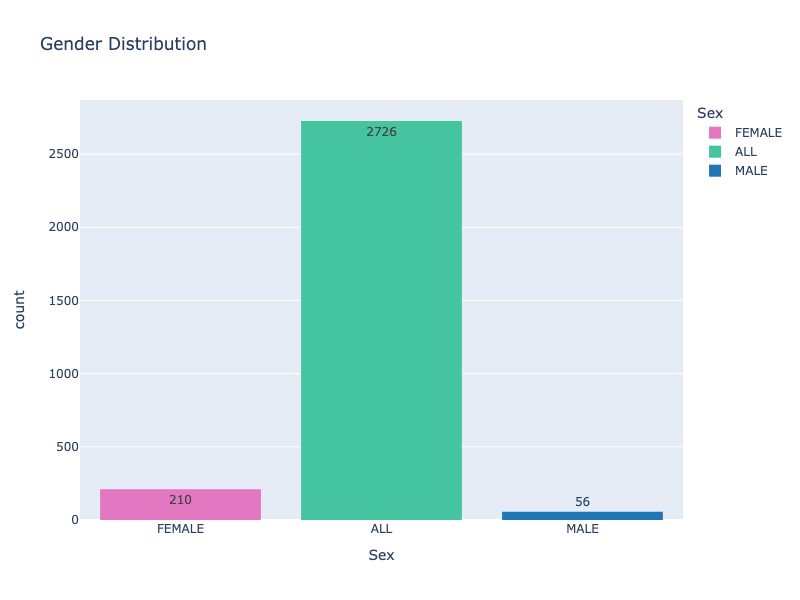 Gender Distribution
Sex
FEMALE
ALL
MALE
2500
2000
1500
1000
500
0
count
2726
210
56
FEMALE
ALL
MALE
Sex